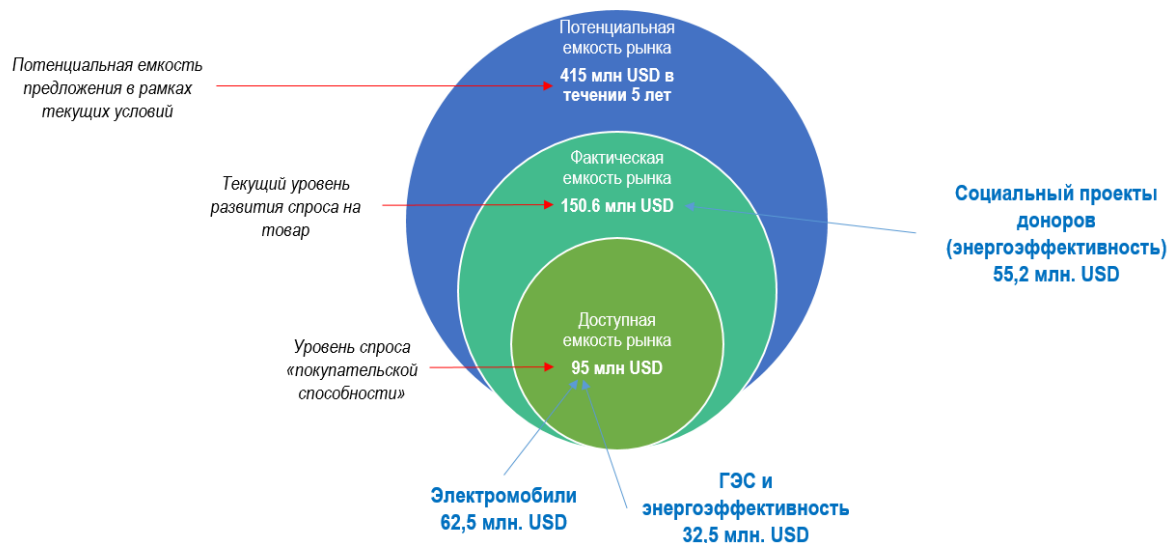 Потенциальная
емкость рынка
415 млн USD в
течении 5 лет
Потенциальная емкость
предложения в рамках
текущих условий
Фактическая
емкость рынка
150.6 млн USD
Текущий уровень
развития спроса на
товар
Социальный проекты
доноров
(энергоэффективность)
55,2 млн. USD
Доступная
емкость рынка
95 млн USD
Уровень спроса
«покупательской
способности»
Электромобили
62,5 млн. USD
ГЭС и
энергоэффективность
32,5 млн. USD